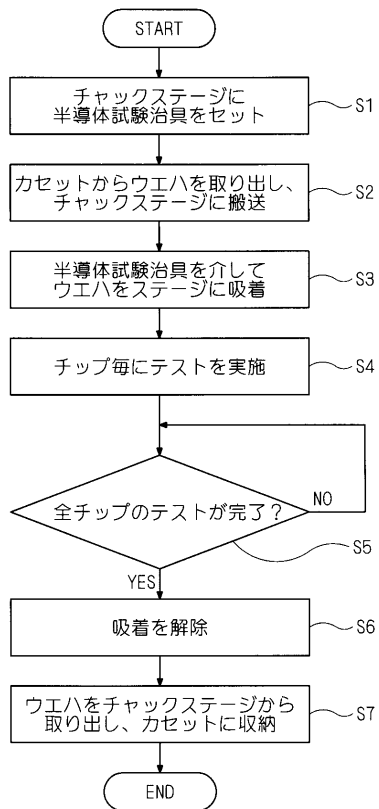 START
チャックステージに
半導体試験治具をセット
S1
カセットからウエハを取り出し、
チャックステージに搬送
S2
半導体試験治具を介して
ウエハをステージに吸着
S3
チップ毎にテストを実施
S4
全チップのテストが完了？
NO
S5
YES
吸着を解除
S6
ウエハをチャックステージから
取り出し、カセットに収納
S7
END